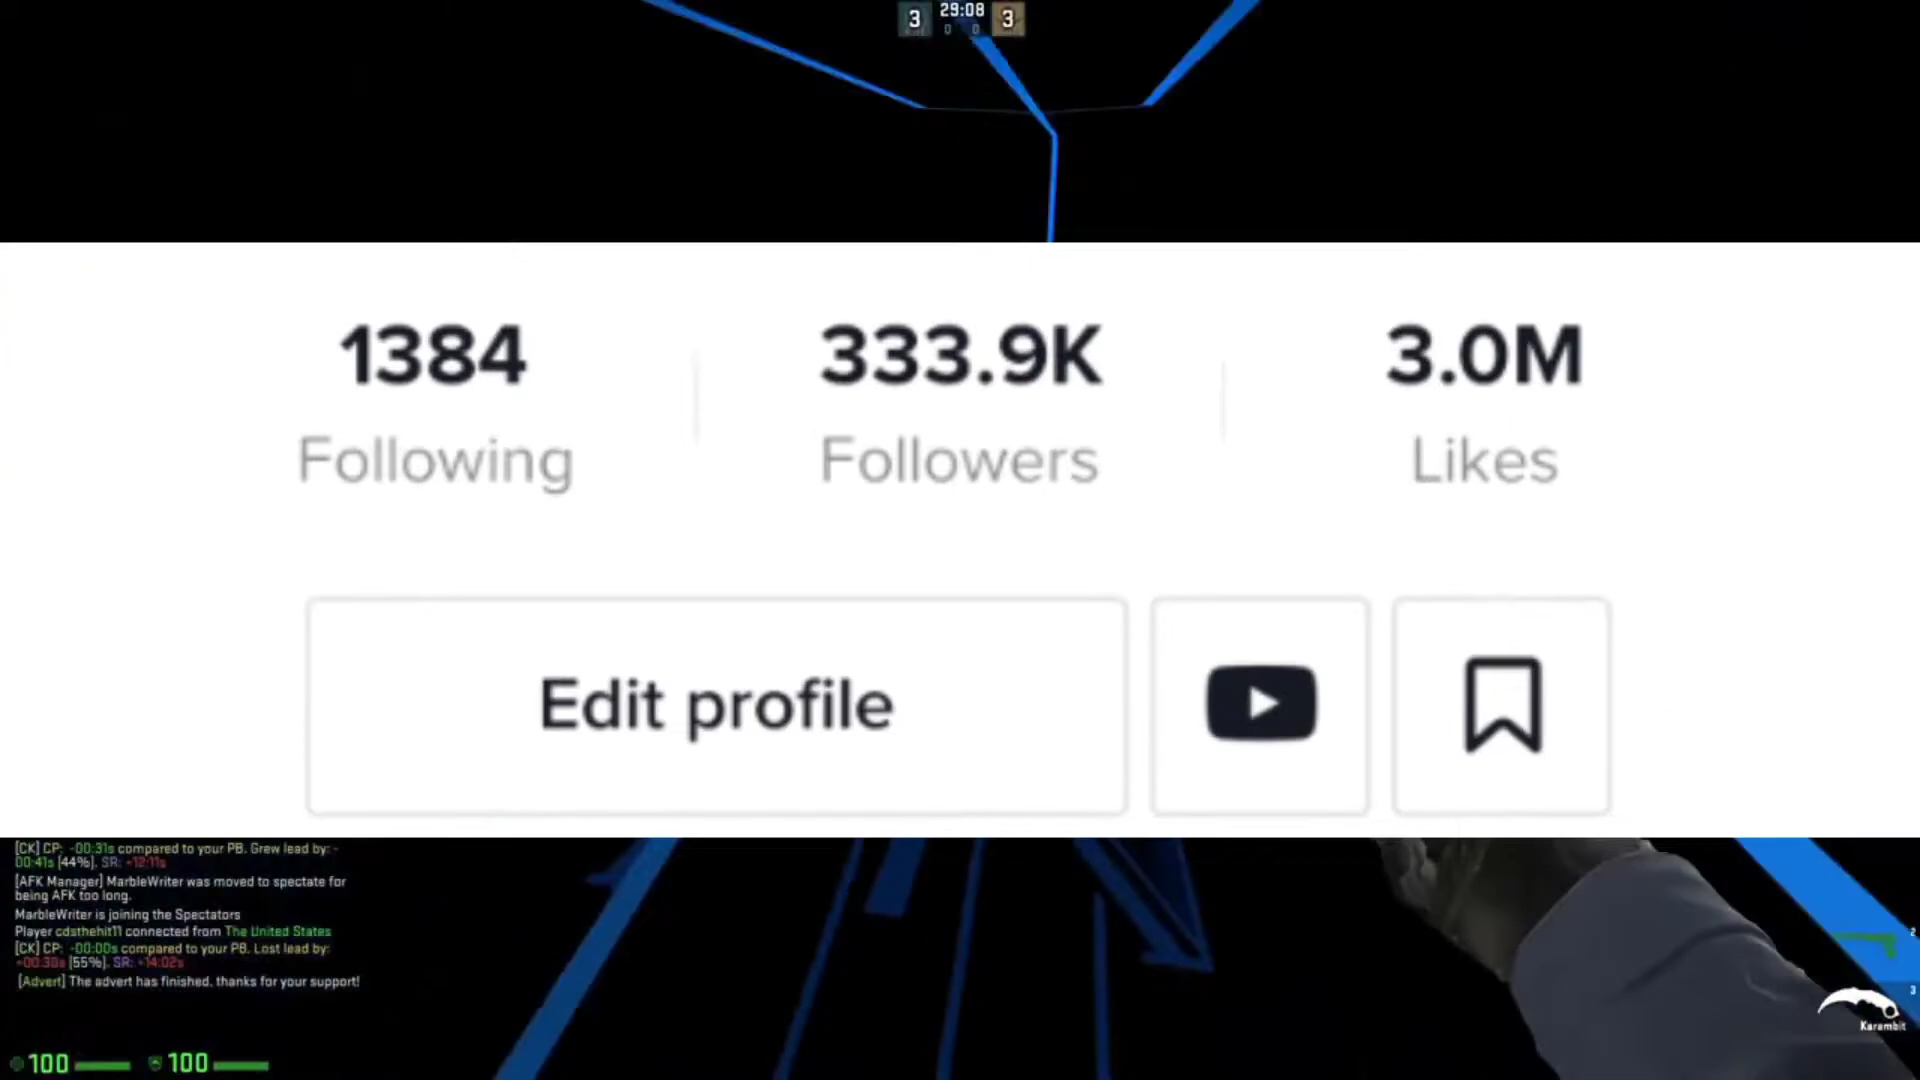 3 29:08 3
0 0
1384 333.9K 3.0M
Following Followers Likes
Edit profile
[CK] CP: -00:31s compared to your PB. Grew lead by: -
00:41s [44%]. SR: +12:11s
[AFK Manager] MarbleWriter was moved to spectate for
being AFK too long.
MarbleWriter is joining the Spectators
Player cdsthehit11 connected from The United States
[CK] CP: -00:00s compared to your PB. Lost lead by:
+00:30s [55%]. SR: +14:02s
[Advert] The advert has finished, thanks for your support!
2
3
Karambit
100 100